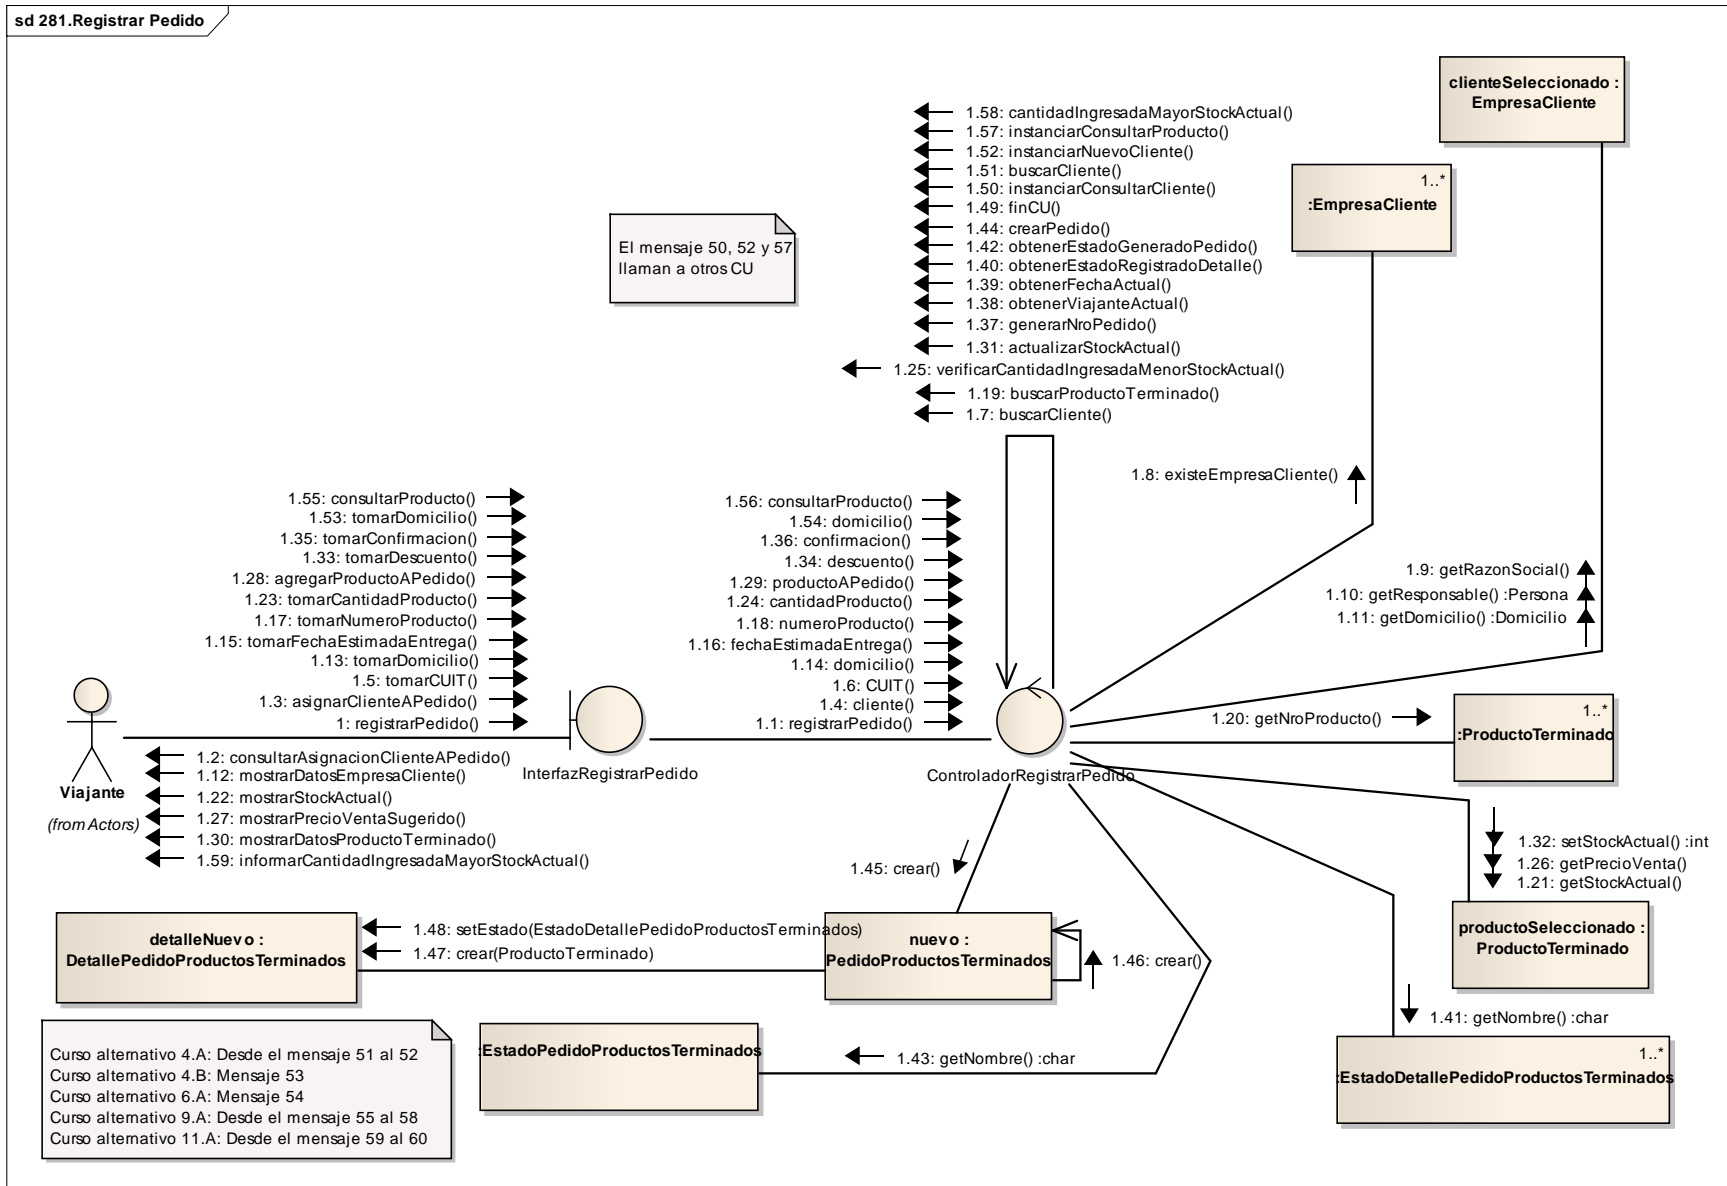 sd 281.Registrar Pedido
clienteSeleccionado :
EmpresaCliente
1.58: cantidadIngresadaMayorStockActual()
1.57: instanciarConsultarProducto()
1.52: instanciarNuevoCliente()
1.51: buscarCliente()
1.50: instanciarConsultarCliente()
1.49: finCU()
1.44: crearPedido()
1.42: obtenerEstadoGeneradoPedido()
1.40: obtenerEstadoRegistradoDetalle()
1.39: obtenerFechaActual()
1.38: obtenerViajanteActual()
1.37: generarNroPedido()
1.31: actualizarStockActual()
1.25: verificarCantidadIngresadaMenorStockActual()
1.19: buscarProductoTerminado()
1.7: buscarCliente()
1..*
:EmpresaCliente
El mensaje 50, 52 y 57
llaman a otros CU
1.8: existeEmpresaCliente()
1.55: consultarProducto()
1.53: tomarDomicilio()
1.35: tomarConfirmacion()
1.33: tomarDescuento()
1.28: agregarProductoAPedido()
1.23: tomarCantidadProducto()
1.17: tomarNumeroProducto()
1.15: tomarFechaEstimadaEntrega()
1.13: tomarDomicilio()
1.5: tomarCUIT()
1.3: asignarClienteAPedido()
1: registrarPedido()
1.56: consultarProducto()
1.54: domicilio()
1.36: confirmacion()
1.34: descuento()
1.29: productoAPedido()
1.24: cantidadProducto()
1.18: numeroProducto()
1.16: fechaEstimadaEntrega()
1.14: domicilio()
1.6: CUIT()
1.4: cliente()
1.1: registrarPedido()
1.9: getRazonSocial()
1.10: getResponsable() :Persona
1.11: getDomicilio() :Domicilio
1.2: consultarAsignacionClienteAPedido()
1.12: mostrarDatosEmpresaCliente()
1.22: mostrarStockActual()
1.27: mostrarPrecioVentaSugerido()
1.30: mostrarDatosProductoTerminado()
1.59: informarCantidadIngresadaMayorStockActual()
Viajante
(from Actors)
InterfazRegistrarPedido
ControladorRegistrarPedido
1.20: getNroProducto()
1..*
:ProductoTerminado
1.32: setStockActual() :int
1.26: getPrecioVenta()
1.21: getStockActual()
1.45: crear()
productoSeleccionado :
ProductoTerminado
detalleNuevo :
DetallePedidoProductosTerminados
1.48: setEstado(EstadoDetallePedidoProductosTerminados)
1.47: crear(ProductoTerminado)
nuevo :
PedidoProductosTerminados
1.46: crear()
1.41: getNombre() :char
1..*
:EstadoDetallePedidoProductosTerminados
:EstadoPedidoProductosTerminados
1.43: getNombre() :char
Curso alternativo 4.A: Desde el mensaje 51 al 52
Curso alternativo 4.B: Mensaje 53
Curso alternativo 6.A: Mensaje 54
Curso alternativo 9.A: Desde el mensaje 55 al 58
Curso alternativo 11.A: Desde el mensaje 59 al 60